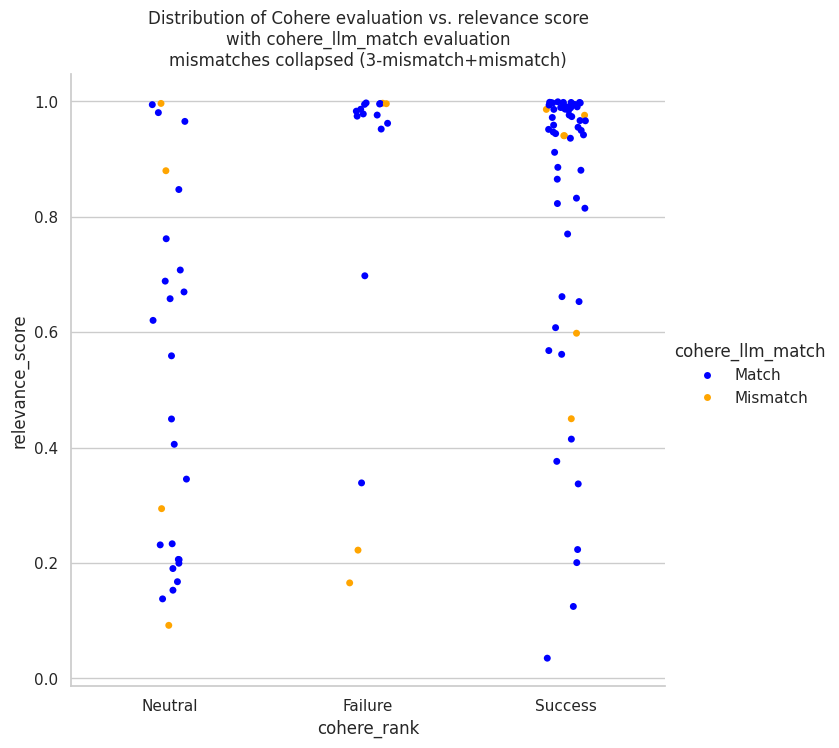 Distribution of Cohere evaluation vs. relevance score
with cohere_llm_match evaluation
mismatches collapsed (3-mismatch+mismatch)
relevance_score
1.0
0.8
0.6
0.4
0.2
0.0
Neutral
Failure
Success
cohere_rank
cohere_llm_match
Match
Mismatch